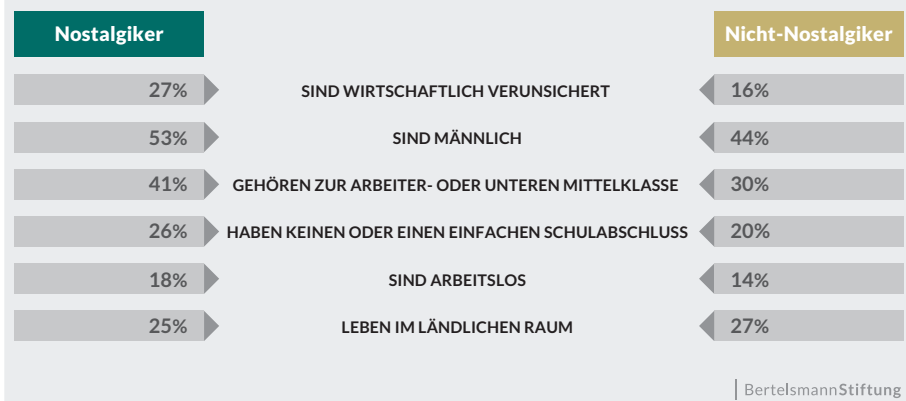 Nostalgiker Nicht-Nostalgiker
27% SIND WIRTSCHAFTLICH VERUNSICHERT 16%
53% SIND MÄNNLICH 44%
41% GEHÖREN ZUR ARBEITER- ODER UNTEREN MITTELKLASSE 30%
26% HABEN KEINEN ODER EINEN EINFACHEN SCHULABSCHLUSS 20%
18% SIND ARBEITSLOS 14%
25% LEBEN IM LÄNDLICHEN RAUM 27%
BertelsmannStiftung